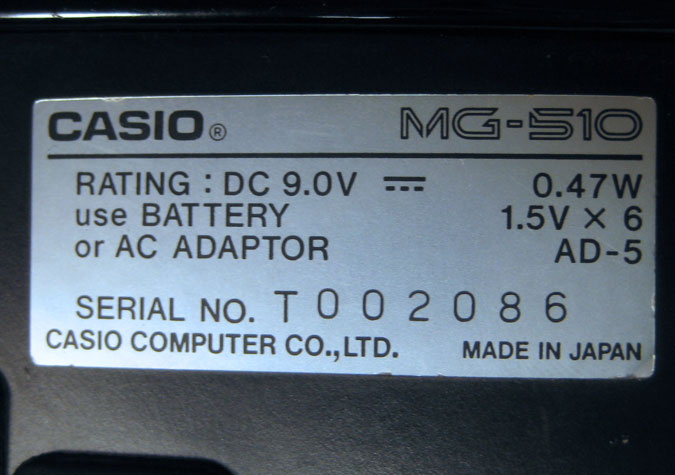 CASIO® MG-510
RATING : DC 9.0V ⎓ 0.47W
use BATTERY 1.5V × 6
or AC ADAPTOR AD-5
SERIAL NO. T002086
CASIO COMPUTER CO.,LTD. MADE IN JAPAN